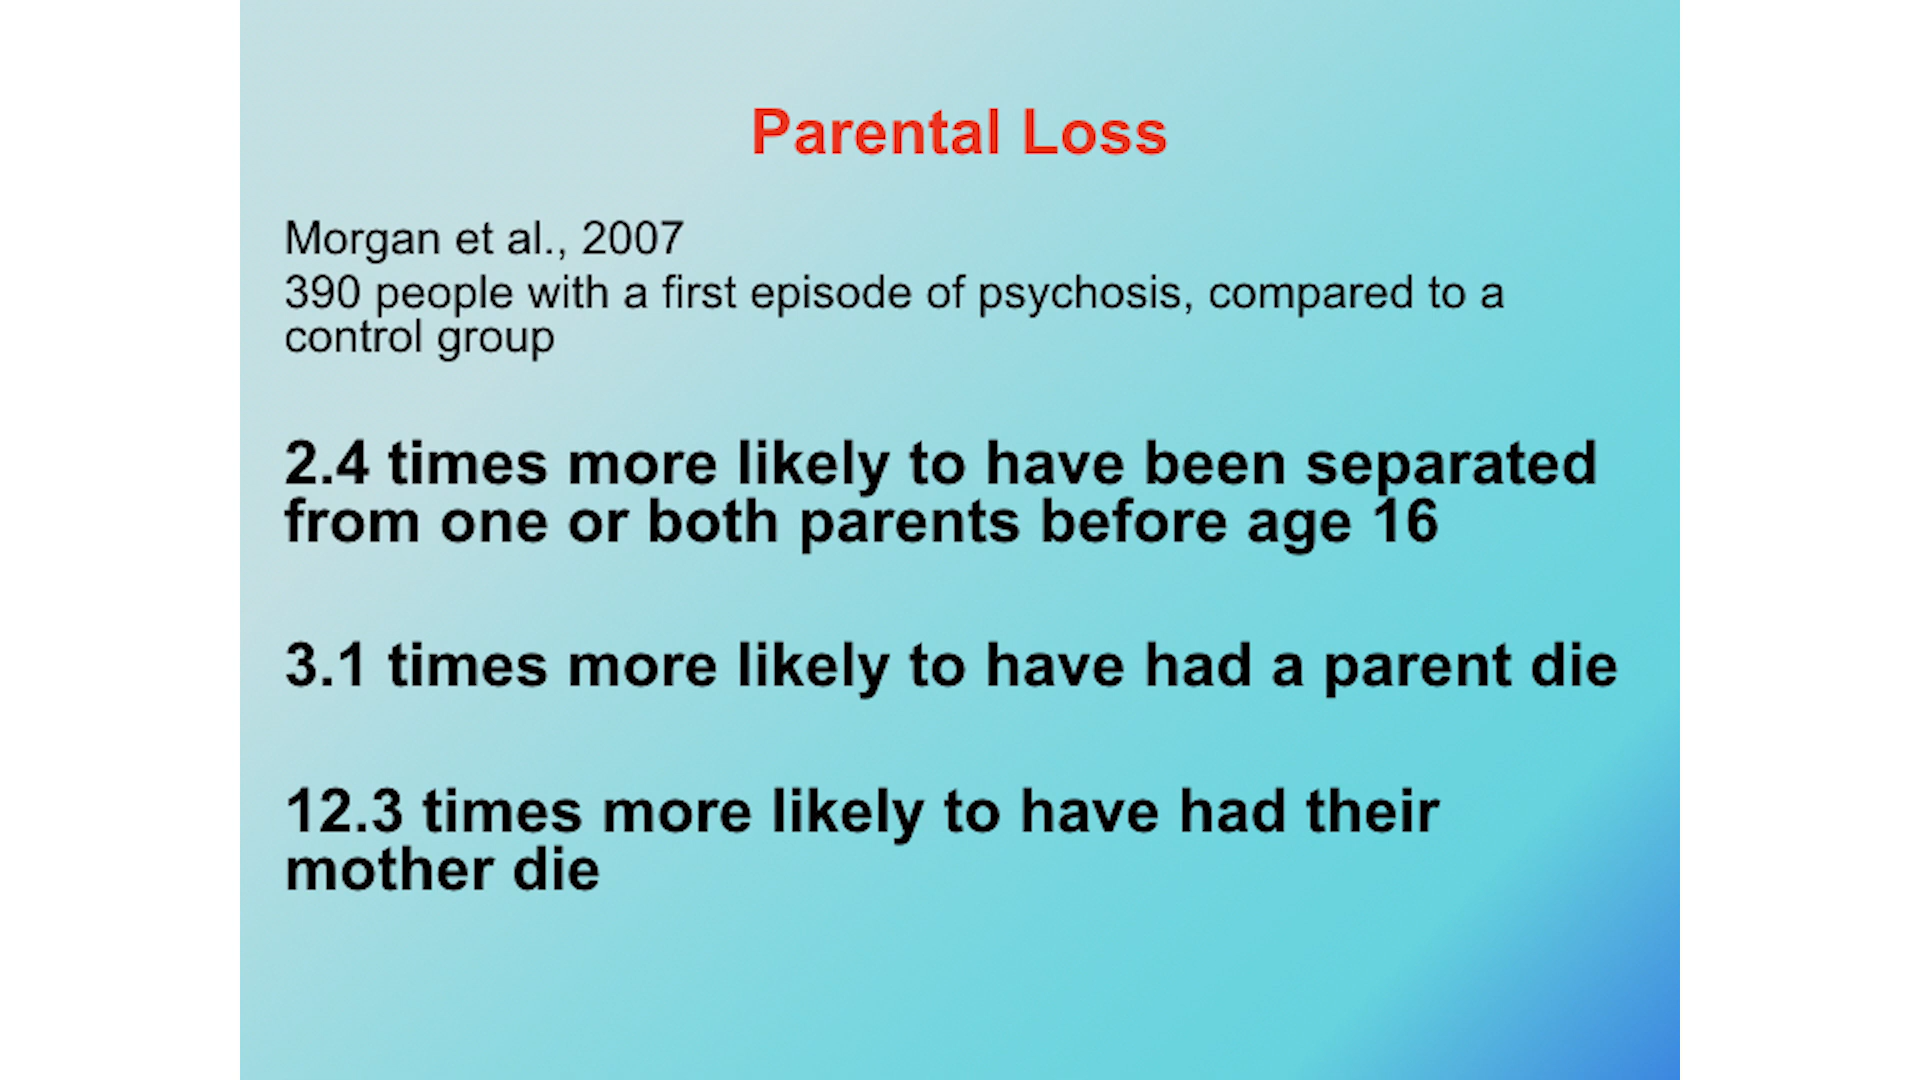 Parental Loss
Morgan et al., 2007
390 people with a first episode of psychosis, compared to a
control group
2.4 times more likely to have been separated
from one or both parents before age 16
3.1 times more likely to have had a parent die
12.3 times more likely to have had their
mother die